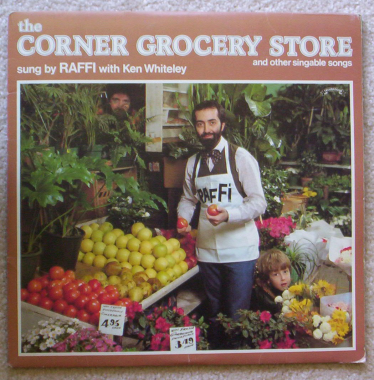 the
CORNER GROCERY STORE
sung by RAFFI with Ken Whiteley
and other singable songs
RAFFi
4.95